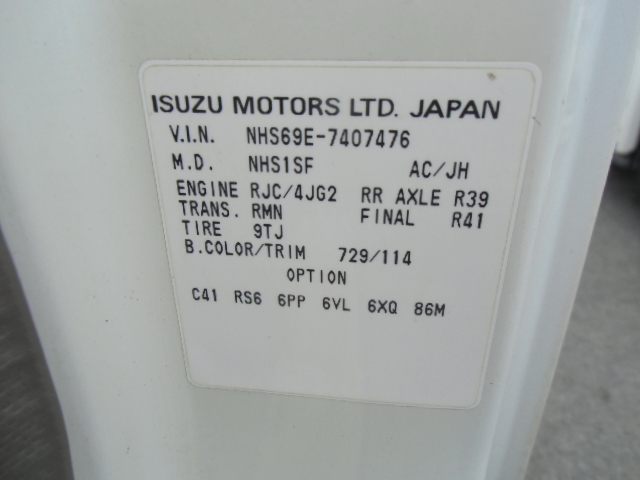 ISUZU MOTORS LTD. JAPAN
V.I.N. NHS69E-7407476
M.D. NHS1SF AC/JH
ENGINE RJC/4JG2 RR AXLE R39
TRANS. RMN FINAL R41
TIRE 9TJ
B.COLOR/TRIM 729/114
OPTION
C41 RS6 6PP 6VL 6XQ 86M